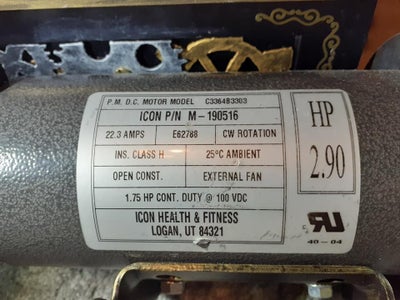 P.M. D.C. MOTOR MODEL C3364B3303
ICON P/N M-190516
22.3 AMPS E62788 CW ROTATION
INS. CLASS H 25°C AMBIENT
OPEN CONST. EXTERNAL FAN
1.75 HP CONT. DUTY @ 100 VDC
ICON HEALTH & FITNESS
LOGAN, UT 84321
HP
2.90
RU
40-04